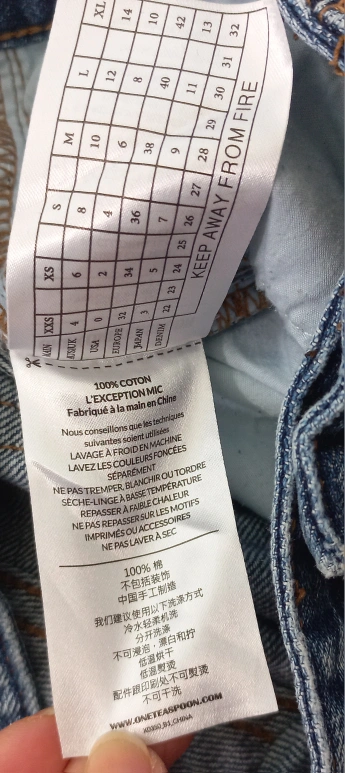 XXS XS S M L XL
4 6 8 10 12 14
USA 0 2 4 6 8 10
EUROPE 32 34 36 38 40 42
JAPAN 3 5 7 9 11 13
DENIM 22 23 24 25 26 27 28 29 30 31 32
KEEP AWAY FROM FIRE
100% COTON
L'EXCEPTION MIC
Fabriqué à la main en Chine
Nous conseillons que les techniques
suivantes soient utilisées
LAVAGE À FROID EN MACHINE
LAVEZ LES COULEURS FONCÉES
SÉPARÉMENT
NE PAS TREMPER, BLANCHIR OU TORDRE
SÈCHE-LINGE À BASSE TEMPÉRATURE
REPASSER À FAIBLE CHALEUR
NE PAS REPASSER SUR LES MOTIFS
IMPRIMÉS OU ACCESSOIRES
NE PAS LAVER À SEC
100% 棉
不包括装饰
中国手工制造
我们建议使用以下洗涤方式
冷水轻柔机洗
分开洗涤
不可浸泡，漂白和拧
低温烘干
低温熨烫
配件跟印刷处不可熨烫
不可干洗
WWW.ONETEASPOON.COM